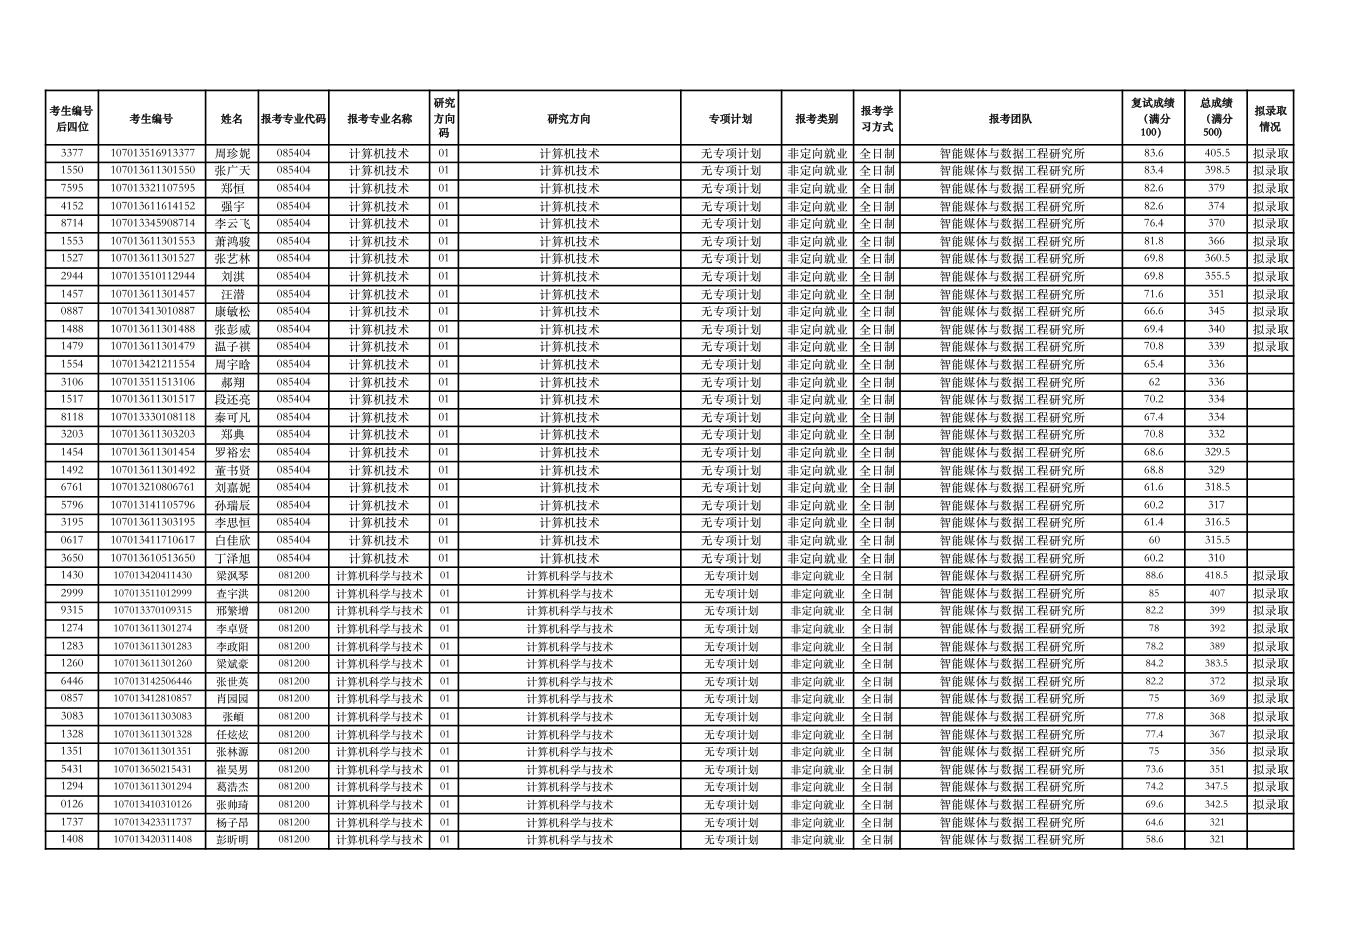 考生编号后四位 考生编号 姓名 报考专业代码 报考专业名称 研究方向码 研究方向 专项计划 报考类别 报考学习方式 报考团队 复试成绩（满分100） 总成绩（满分500) 拟录取情况
3377 107013516913377 周珍妮 085404 计算机技术 01 计算机技术 无专项计划 非定向就业 全日制 智能媒体与数据工程研究所 83.6 405.5 拟录取
1550 107013611301550 张广天 085404 计算机技术 01 计算机技术 无专项计划 非定向就业 全日制 智能媒体与数据工程研究所 83.4 398.5 拟录取
7595 107013321107595 郑恒 085404 计算机技术 01 计算机技术 无专项计划 非定向就业 全日制 智能媒体与数据工程研究所 82.6 379 拟录取
4152 107013611614152 强宇 085404 计算机技术 01 计算机技术 无专项计划 非定向就业 全日制 智能媒体与数据工程研究所 82.6 374 拟录取
8714 107013345908714 李云飞 085404 计算机技术 01 计算机技术 无专项计划 非定向就业 全日制 智能媒体与数据工程研究所 76.4 370 拟录取
1553 107013611301553 萧鸿骏 085404 计算机技术 01 计算机技术 无专项计划 非定向就业 全日制 智能媒体与数据工程研究所 81.8 366 拟录取
1527 107013611301527 张艺林 085404 计算机技术 01 计算机技术 无专项计划 非定向就业 全日制 智能媒体与数据工程研究所 69.8 360.5 拟录取
2944 107013510112944 刘淇 085404 计算机技术 01 计算机技术 无专项计划 非定向就业 全日制 智能媒体与数据工程研究所 69.8 355.5 拟录取
1457 107013611301457 汪潜 085404 计算机技术 01 计算机技术 无专项计划 非定向就业 全日制 智能媒体与数据工程研究所 71.6 351 拟录取
0887 107013413010887 康敏松 085404 计算机技术 01 计算机技术 无专项计划 非定向就业 全日制 智能媒体与数据工程研究所 66.6 345 拟录取
1488 107013611301488 张彭威 085404 计算机技术 01 计算机技术 无专项计划 非定向就业 全日制 智能媒体与数据工程研究所 69.4 340 拟录取
1479 107013611301479 温子祺 085404 计算机技术 01 计算机技术 无专项计划 非定向就业 全日制 智能媒体与数据工程研究所 70.8 339 拟录取
1554 107013421211554 周宇晗 085404 计算机技术 01 计算机技术 无专项计划 非定向就业 全日制 智能媒体与数据工程研究所 65.4 336
3106 107013511513106 郝翔 085404 计算机技术 01 计算机技术 无专项计划 非定向就业 全日制 智能媒体与数据工程研究所 62 336
1517 107013611301517 段还亮 085404 计算机技术 01 计算机技术 无专项计划 非定向就业 全日制 智能媒体与数据工程研究所 70.2 334
8118 107013330108118 秦可凡 085404 计算机技术 01 计算机技术 无专项计划 非定向就业 全日制 智能媒体与数据工程研究所 67.4 334
3203 107013611303203 郑典 085404 计算机技术 01 计算机技术 无专项计划 非定向就业 全日制 智能媒体与数据工程研究所 70.8 332
1454 107013611301454 罗裕宏 085404 计算机技术 01 计算机技术 无专项计划 非定向就业 全日制 智能媒体与数据工程研究所 68.6 329.5
1492 107013611301492 董书贤 085404 计算机技术 01 计算机技术 无专项计划 非定向就业 全日制 智能媒体与数据工程研究所 68.8 329
6761 107013210806761 刘嘉妮 085404 计算机技术 01 计算机技术 无专项计划 非定向就业 全日制 智能媒体与数据工程研究所 61.6 318.5
5796 107013141105796 孙瑞辰 085404 计算机技术 01 计算机技术 无专项计划 非定向就业 全日制 智能媒体与数据工程研究所 60.2 317
3195 107013611303195 李思恒 085404 计算机技术 01 计算机技术 无专项计划 非定向就业 全日制 智能媒体与数据工程研究所 61.4 316.5
0617 107013411710617 白佳欣 085404 计算机技术 01 计算机技术 无专项计划 非定向就业 全日制 智能媒体与数据工程研究所 60 315.5
3650 107013610513650 丁泽旭 085404 计算机技术 01 计算机技术 无专项计划 非定向就业 全日制 智能媒体与数据工程研究所 60.2 310
1430 107013420411430 梁沨琴 081200 计算机科学与技术 01 计算机科学与技术 无专项计划 非定向就业 全日制 智能媒体与数据工程研究所 88.6 418.5 拟录取
2999 107013511012999 查宇洪 081200 计算机科学与技术 01 计算机科学与技术 无专项计划 非定向就业 全日制 智能媒体与数据工程研究所 85 407 拟录取
9315 107013370109315 邢繁增 081200 计算机科学与技术 01 计算机科学与技术 无专项计划 非定向就业 全日制 智能媒体与数据工程研究所 82.2 399 拟录取
1274 107013611301274 李卓贤 081200 计算机科学与技术 01 计算机科学与技术 无专项计划 非定向就业 全日制 智能媒体与数据工程研究所 78 392 拟录取
1283 107013611301283 李政阳 081200 计算机科学与技术 01 计算机科学与技术 无专项计划 非定向就业 全日制 智能媒体与数据工程研究所 78.2 389 拟录取
1260 107013611301260 梁斌豪 081200 计算机科学与技术 01 计算机科学与技术 无专项计划 非定向就业 全日制 智能媒体与数据工程研究所 84.2 383.5 拟录取
6446 107013142506446 张世英 081200 计算机科学与技术 01 计算机科学与技术 无专项计划 非定向就业 全日制 智能媒体与数据工程研究所 82.2 372 拟录取
0857 107013412810857 肖园园 081200 计算机科学与技术 01 计算机科学与技术 无专项计划 非定向就业 全日制 智能媒体与数据工程研究所 75 369 拟录取
3083 107013611303083 张崸 081200 计算机科学与技术 01 计算机科学与技术 无专项计划 非定向就业 全日制 智能媒体与数据工程研究所 77.8 368 拟录取
1328 107013611301328 任炫炫 081200 计算机科学与技术 01 计算机科学与技术 无专项计划 非定向就业 全日制 智能媒体与数据工程研究所 77.4 367 拟录取
1351 107013611301351 张林源 081200 计算机科学与技术 01 计算机科学与技术 无专项计划 非定向就业 全日制 智能媒体与数据工程研究所 75 356 拟录取
5431 107013650215431 崔昊男 081200 计算机科学与技术 01 计算机科学与技术 无专项计划 非定向就业 全日制 智能媒体与数据工程研究所 73.6 351 拟录取
1294 107013611301294 葛浩杰 081200 计算机科学与技术 01 计算机科学与技术 无专项计划 非定向就业 全日制 智能媒体与数据工程研究所 74.2 347.5 拟录取
0126 107013410310126 张帅琦 081200 计算机科学与技术 01 计算机科学与技术 无专项计划 非定向就业 全日制 智能媒体与数据工程研究所 69.6 342.5 拟录取
1737 107013423311737 杨子昂 081200 计算机科学与技术 01 计算机科学与技术 无专项计划 非定向就业 全日制 智能媒体与数据工程研究所 64.6 321
1408 107013420311408 彭昕明 081200 计算机科学与技术 01 计算机科学与技术 无专项计划 非定向就业 全日制 智能媒体与数据工程研究所 58.6 321